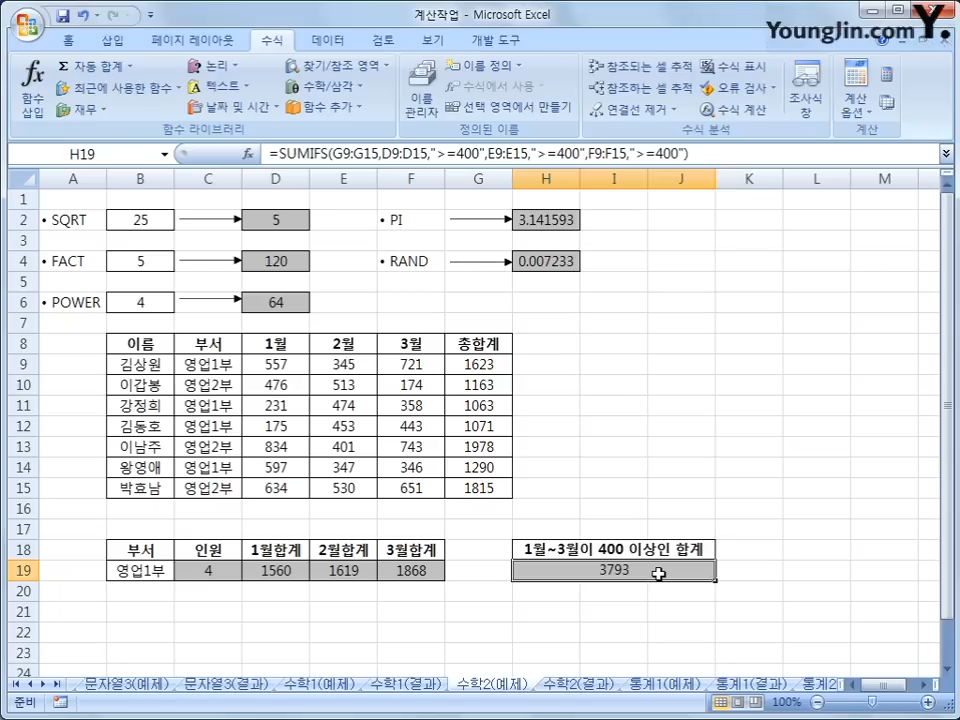 계산작업 - Microsoft Excel
YoungJin.com Y.
홈 삽입 페이지 레이아웃 수식 데이터 검토 보기 개발 도구
Σ 자동 합계 논리 찾기/참조 영역 이름 정의 참조되는 셀 추적 수식 표시
최근에 사용한 함수 텍스트 수학/삼각 수식에서 사용 참조하는 셀 추적 오류 검사
재무 날짜 및 시간 함수 추가 선택 영역에서 만들기 연결선 제거 수식 계산
fx 함수 삽입 이름 관리자 조사식 창 계산 옵션
함수 라이브러리 정의된 이름 수식 분석 계산
H19 fx =SUMIFS(G9:G15,D9:D15,">=400",E9:E15,">=400",F9:F15,">=400")
A B C D E F G H I J K L M
1
2 • SQRT 25 5 • PI 3.141593
3
4 • FACT 5 120 • RAND 0.007233
5
6 • POWER 4 64
7
8 이름 부서 1월 2월 3월 총합계
9 김상원 영업1부 557 345 721 1623
10 이갑봉 영업2부 476 513 174 1163
11 강정희 영업1부 231 474 358 1063
12 김동호 영업1부 175 453 443 1071
13 이남주 영업2부 834 401 743 1978
14 왕영애 영업1부 597 347 346 1290
15 박효남 영업2부 634 530 651 1815
16
17
18 부서 인원 1월합계 2월합계 3월합계 1월~3월이 400 이상인 합계
19 영업1부 4 1560 1619 1868 3793
20
21
22
23
24
문자열3(예제) 문자열3(결과) 수학1(예제) 수학1(결과) 수학2(예제) 수학2(결과) 통계1(예제) 통계1(결과) 통계2
준비 100%